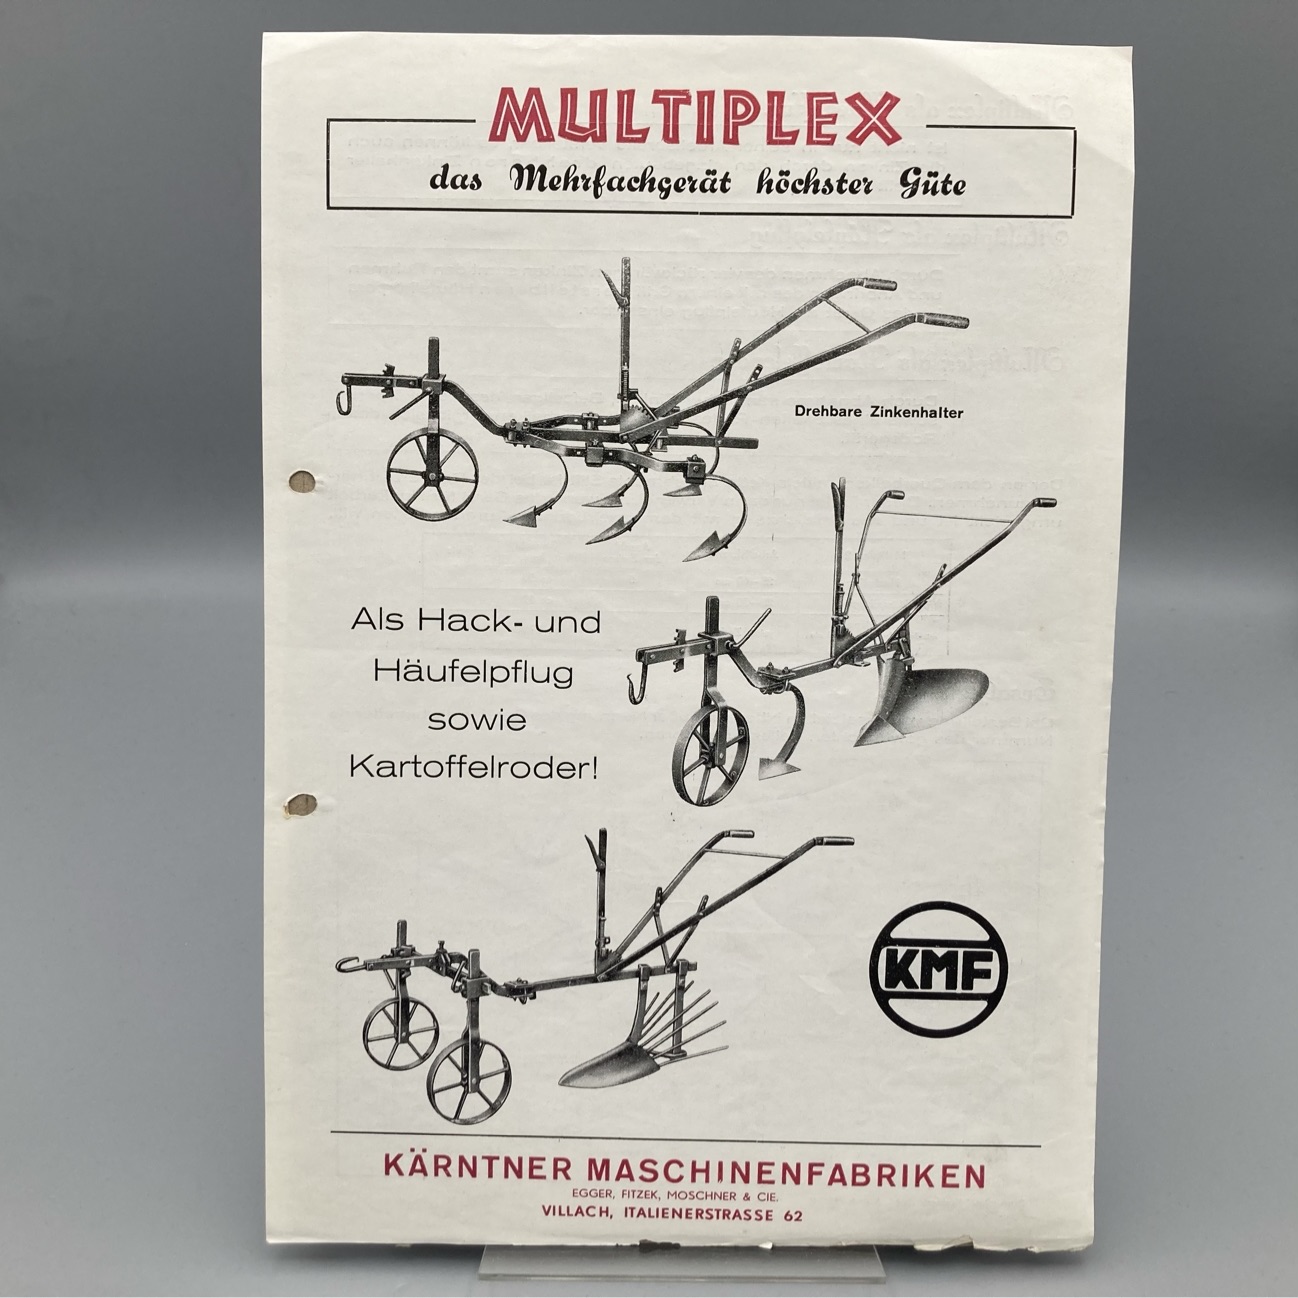 MULTIPLEX
das Mehrfachgerät höchster Güte
Drehbare Zinkenhalter
Als Hack- und
Häufelpflug
sowie
Kartoffelroder!
KMF
KÄRNTNER MASCHINENFABRIKEN
EGGER, FITZEK, MOSCHNER & CIE.
VILLACH, ITALIENERSTRASSE 62